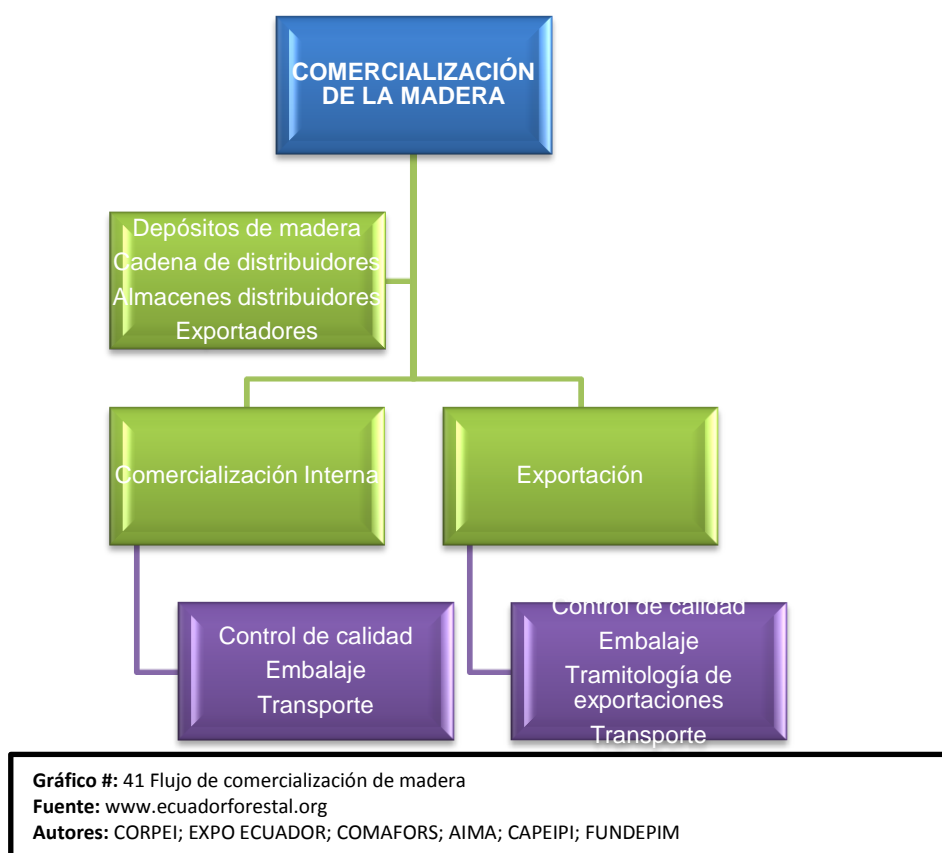 COMERCIALIZACIÓN
DE LA MADERA
Depósitos de madera
Cadena de distribuidores
Almacenes distribuidores
Exportadores
Comercialización Interna
Exportación
Control de calidad
Embalaje
Transporte
Control de calidad
Embalaje
Tramitología de
exportaciones
Transporte
Gráfico #: 41 Flujo de comercialización de madera
Fuente: www.ecuadorforestal.org
Autores: CORPEI; EXPO ECUADOR; COMAFORS; AIMA; CAPEIPI; FUNDEPIM